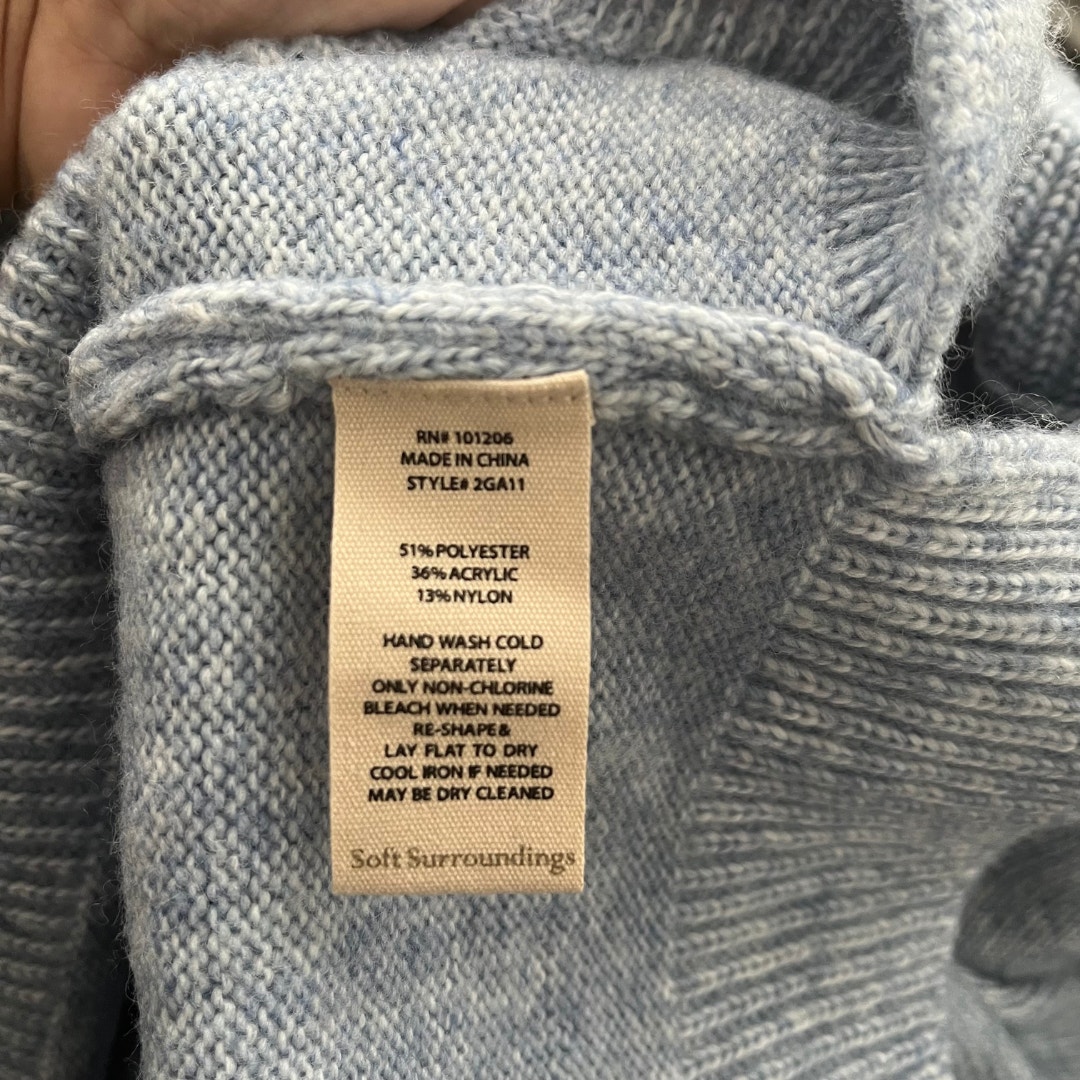 RN# 101206
MADE IN CHINA
STYLE# 2GA11
51% POLYESTER
36% ACRYLIC
13% NYLON
HAND WASH COLD
SEPARATELY
ONLY NON-CHLORINE
BLEACH WHEN NEEDED
RE-SHAPE &
LAY FLAT TO DRY
COOL IRON IF NEEDED
MAY BE DRY CLEANED
Soft Surroundings